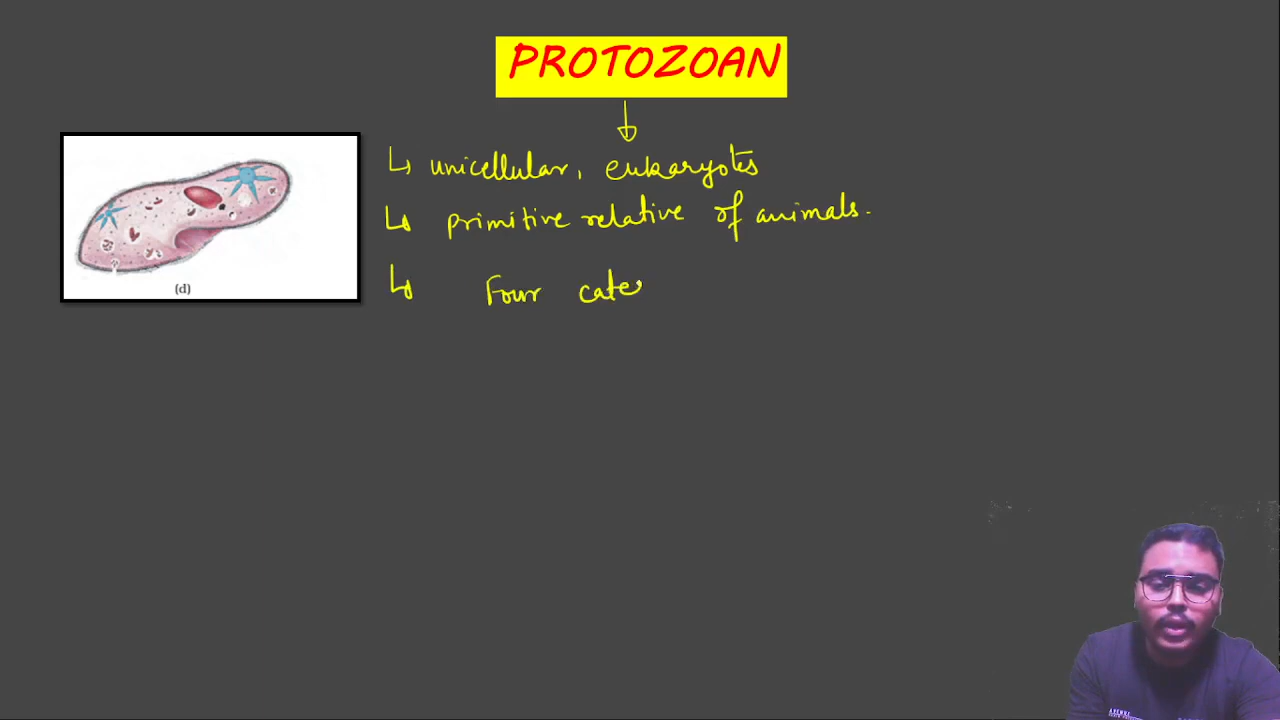 PROTOZOAN
unicellular, eukaryotes
primitive relative of animals.
Four cate
(d)